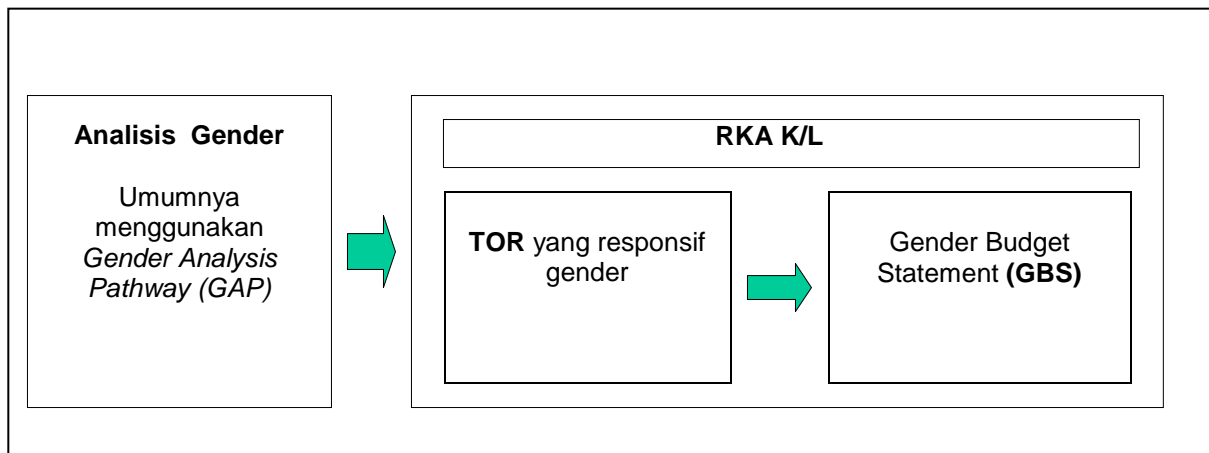 Analisis Gender
Umumnya
menggunakan
Gender Analysis
Pathway (GAP)
RKA K/L
TOR yang responsif
gender
Gender Budget
Statement (GBS)